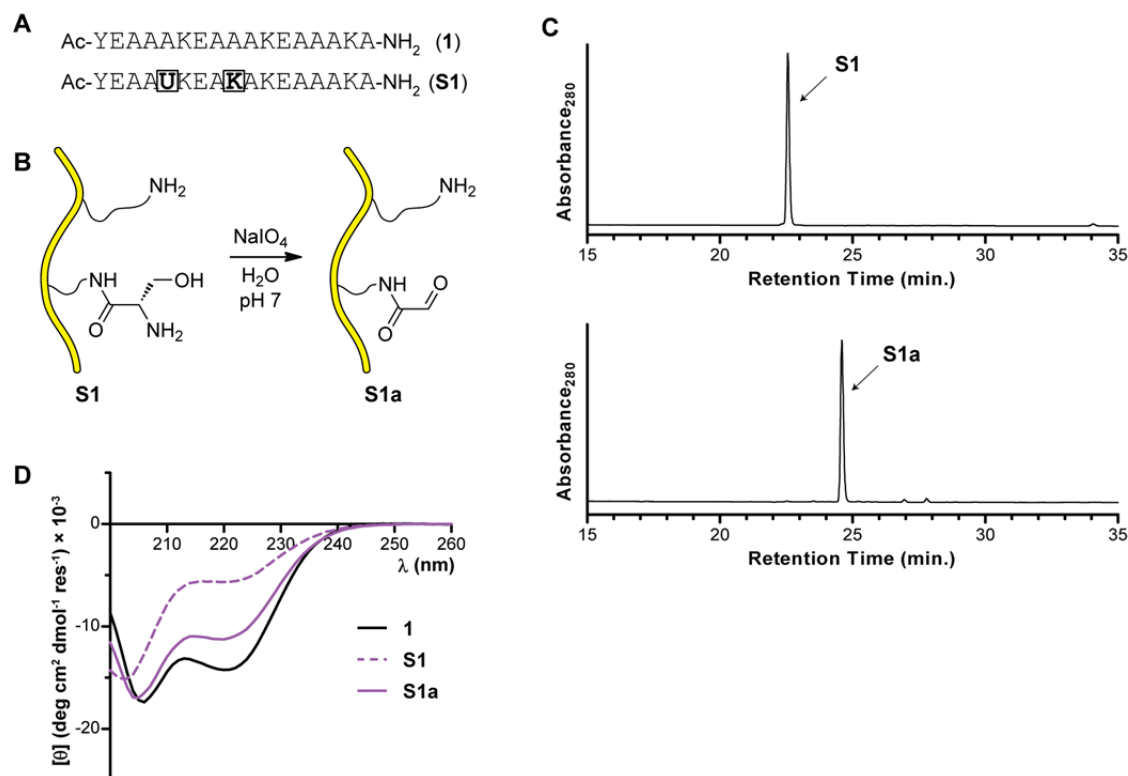 A
Ac-YEAAAKEAAAKEAAAKA-NH2 (1)
Ac-YEAAUKEAKAKEAAAKA-NH2 (S1)
B
NH2
NH
OH
O
NH2
S1
NaIO4
H2O
pH 7
NH2
NH
O
O
S1a
C
Absorbance280
S1
15 20 25 30 35
Retention Time (min.)
Absorbance280
S1a
15 20 25 30 35
Retention Time (min.)
D
[θ] (deg cm2 dmol-1 res-1) × 10-3
0
-10
-20
210 220 230 240 250 260
λ (nm)
1
S1
S1a